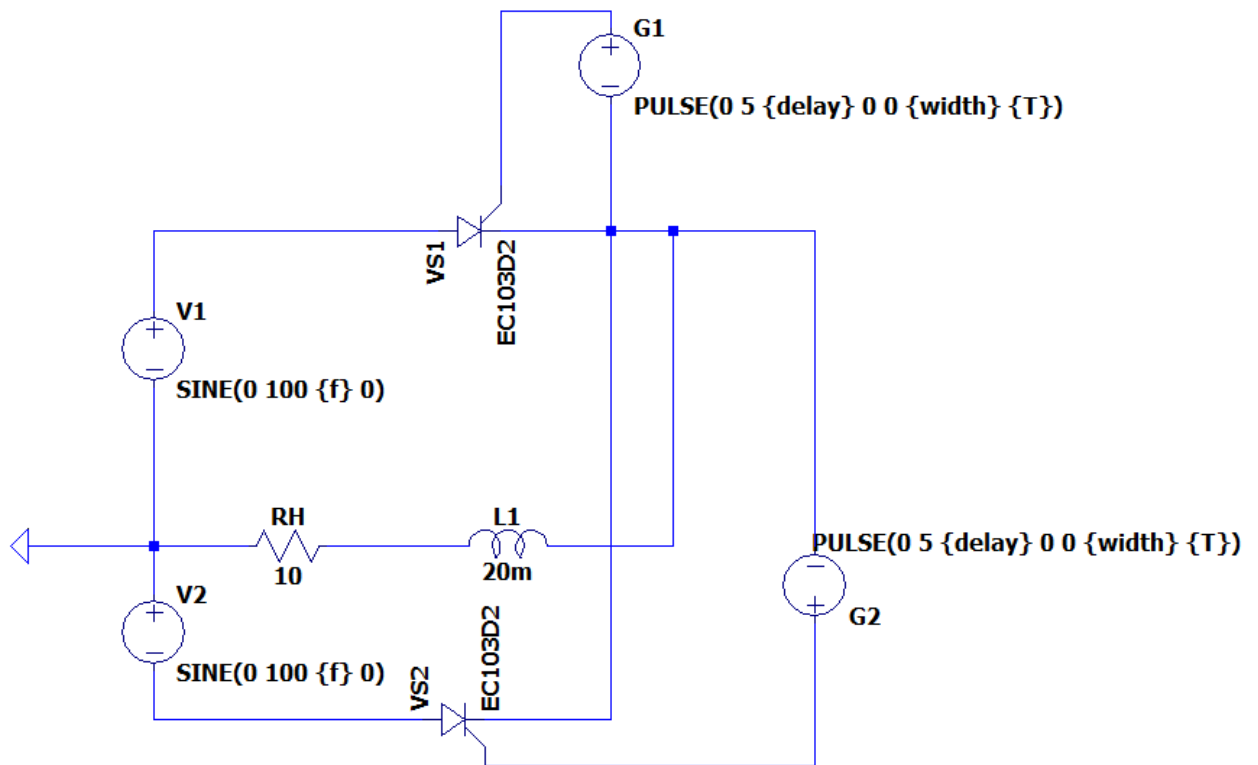 G1
PULSE(0 5 {delay} 0 0 {width} {T})
VS1
EC103D2
V1
SINE(0 100 {f} 0)
RH
10
L1
20m
PULSE(0 5 {delay} 0 0 {width} {T})
G2
V2
SINE(0 100 {f} 0)
VS2
EC103D2